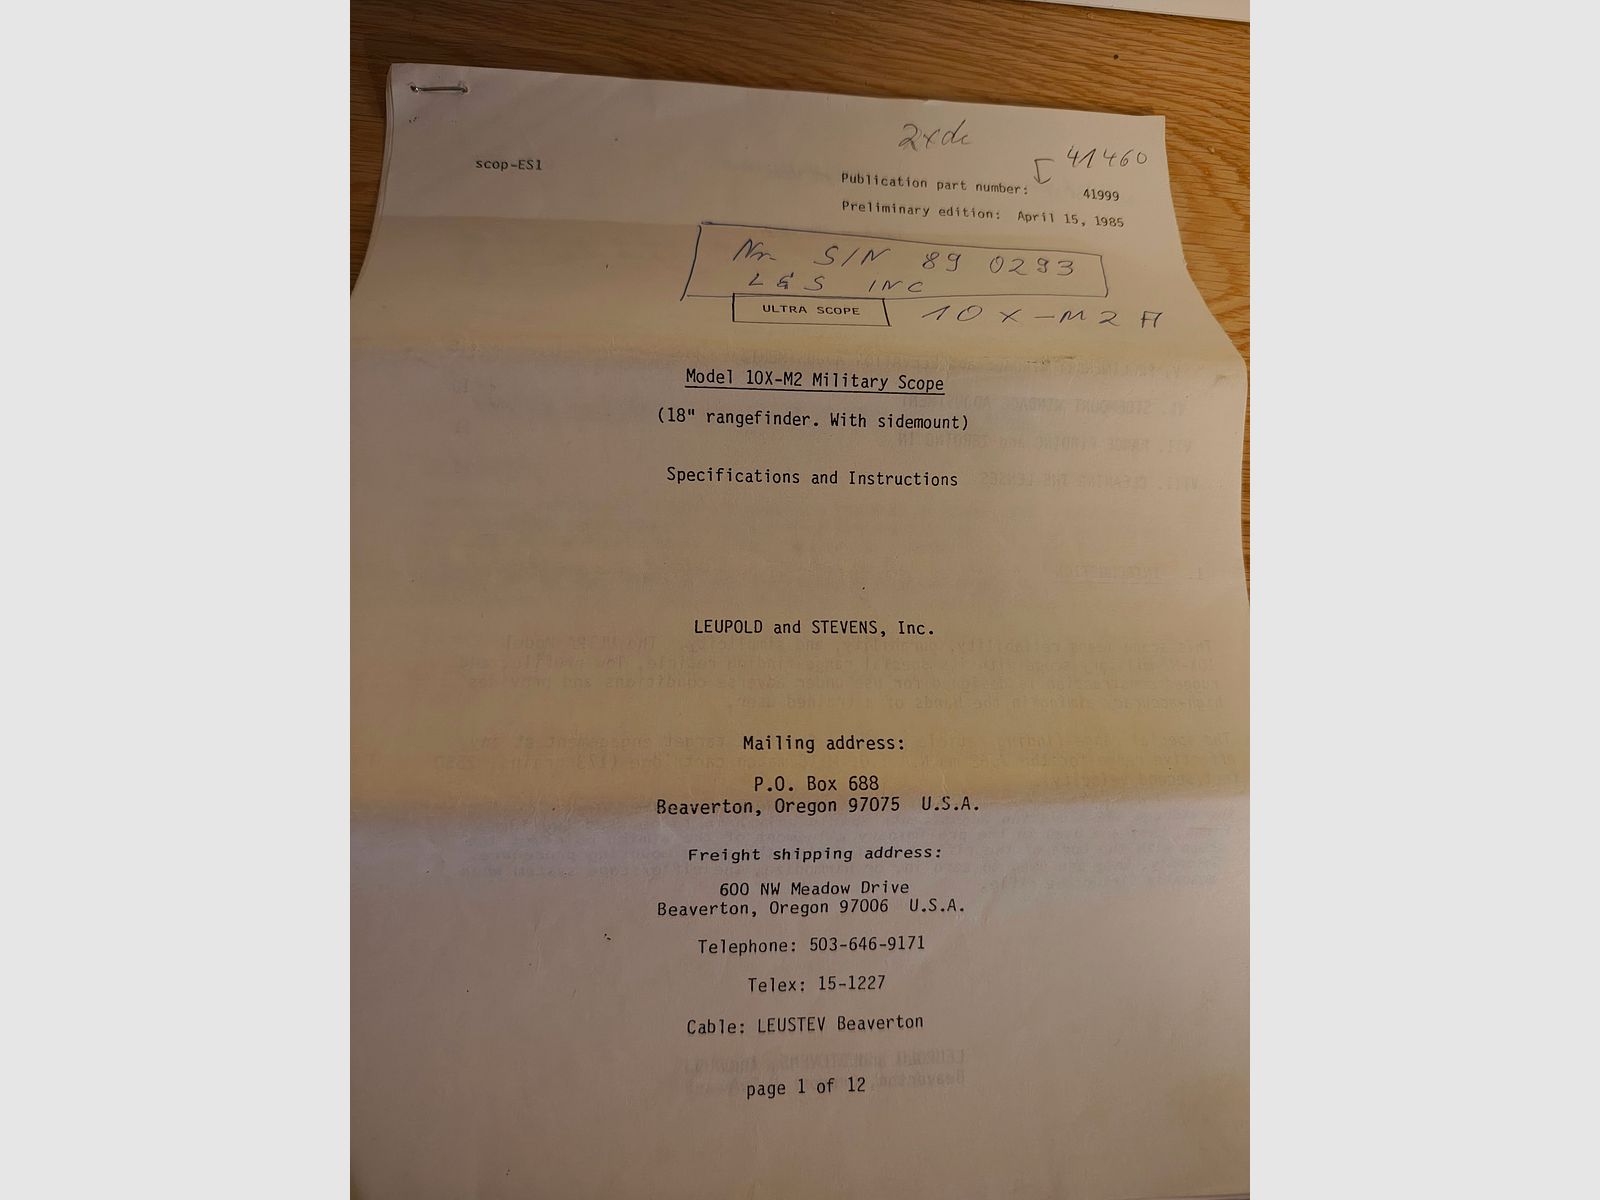 2xdc
41460
scop-ES1
Publication part number: 41999
Preliminary edition: April 15, 1985
Nr. S/N 89 0293
L & S INC
ULTRA SCOPE 10X-M2 A
Model 10X-M2 Military Scope
(18" rangefinder. With sidemount)
Specifications and Instructions
LEUPOLD and STEVENS, Inc.
Mailing address:
P.O. Box 688
Beaverton, Oregon 97075 U.S.A.
Freight shipping address:
600 NW Meadow Drive
Beaverton, Oregon 97006 U.S.A.
Telephone: 503-646-9171
Telex: 15-1227
Cable: LEUSTEV Beaverton
page 1 of 12